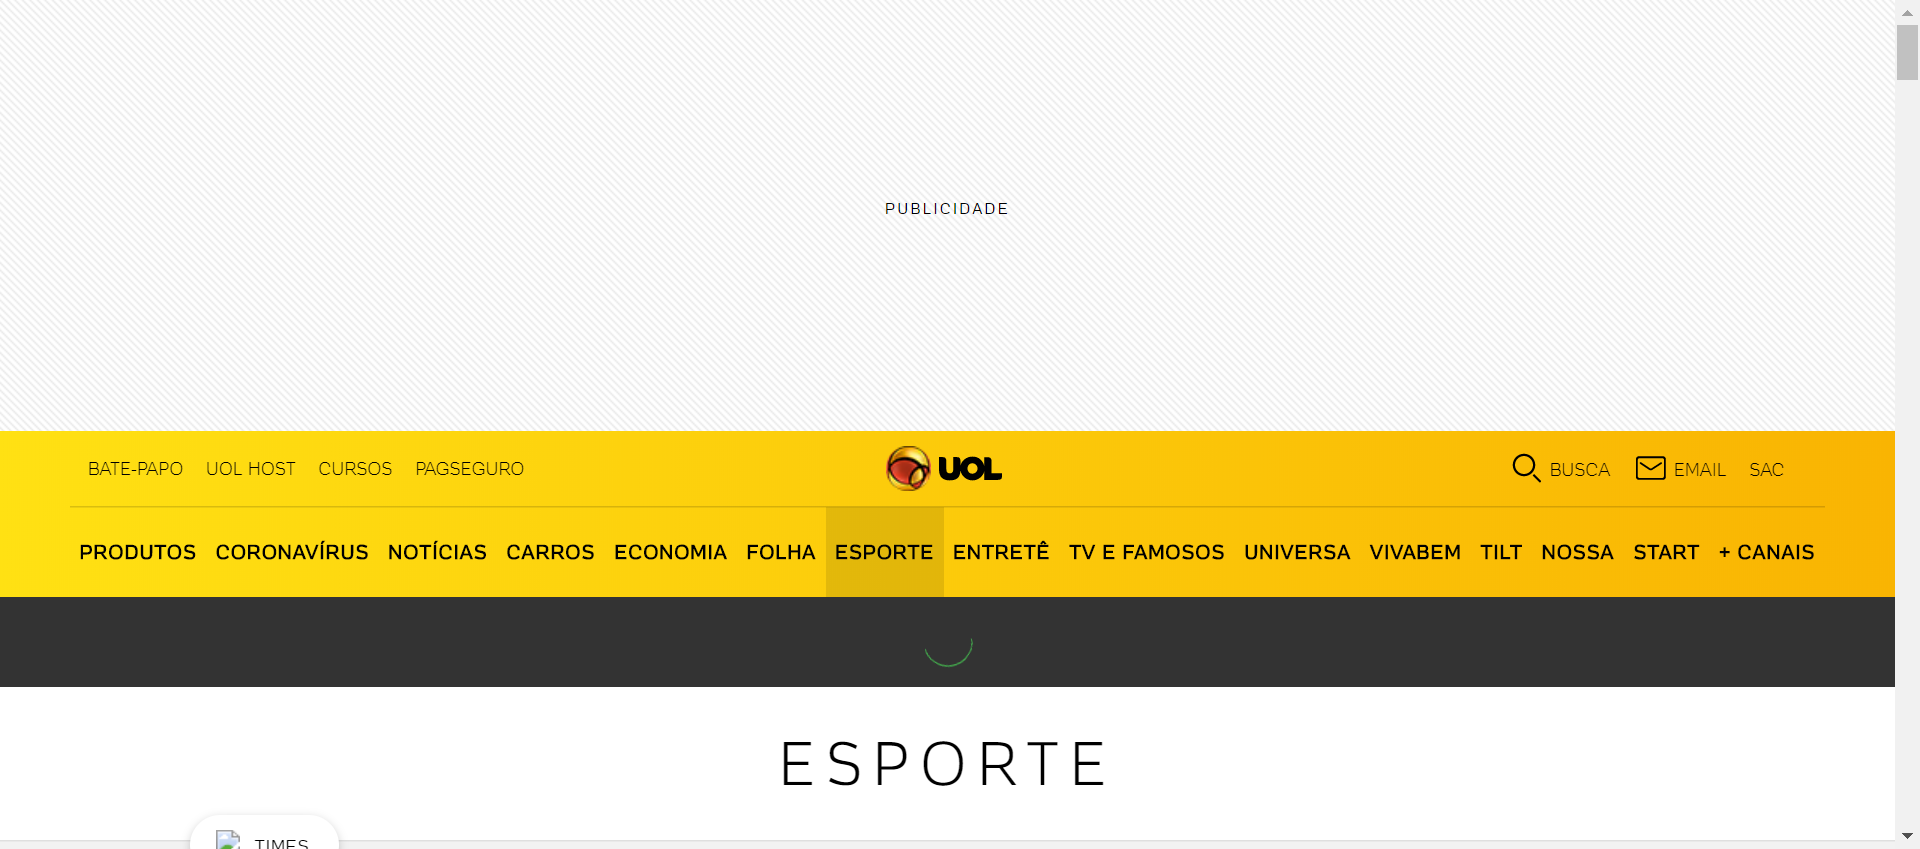 PUBLICIDADE
BATE-PAPO UOL HOST CURSOS PAGSEGURO UOL BUSCA EMAIL SAC
PRODUTOS CORONAVÍRUS NOTÍCIAS CARROS ECONOMIA FOLHA ESPORTE ENTRETÊ TV E FAMOSOS UNIVERSA VIVABEM TILT NOSSA START + CANAIS
ESPORTE
TIMES